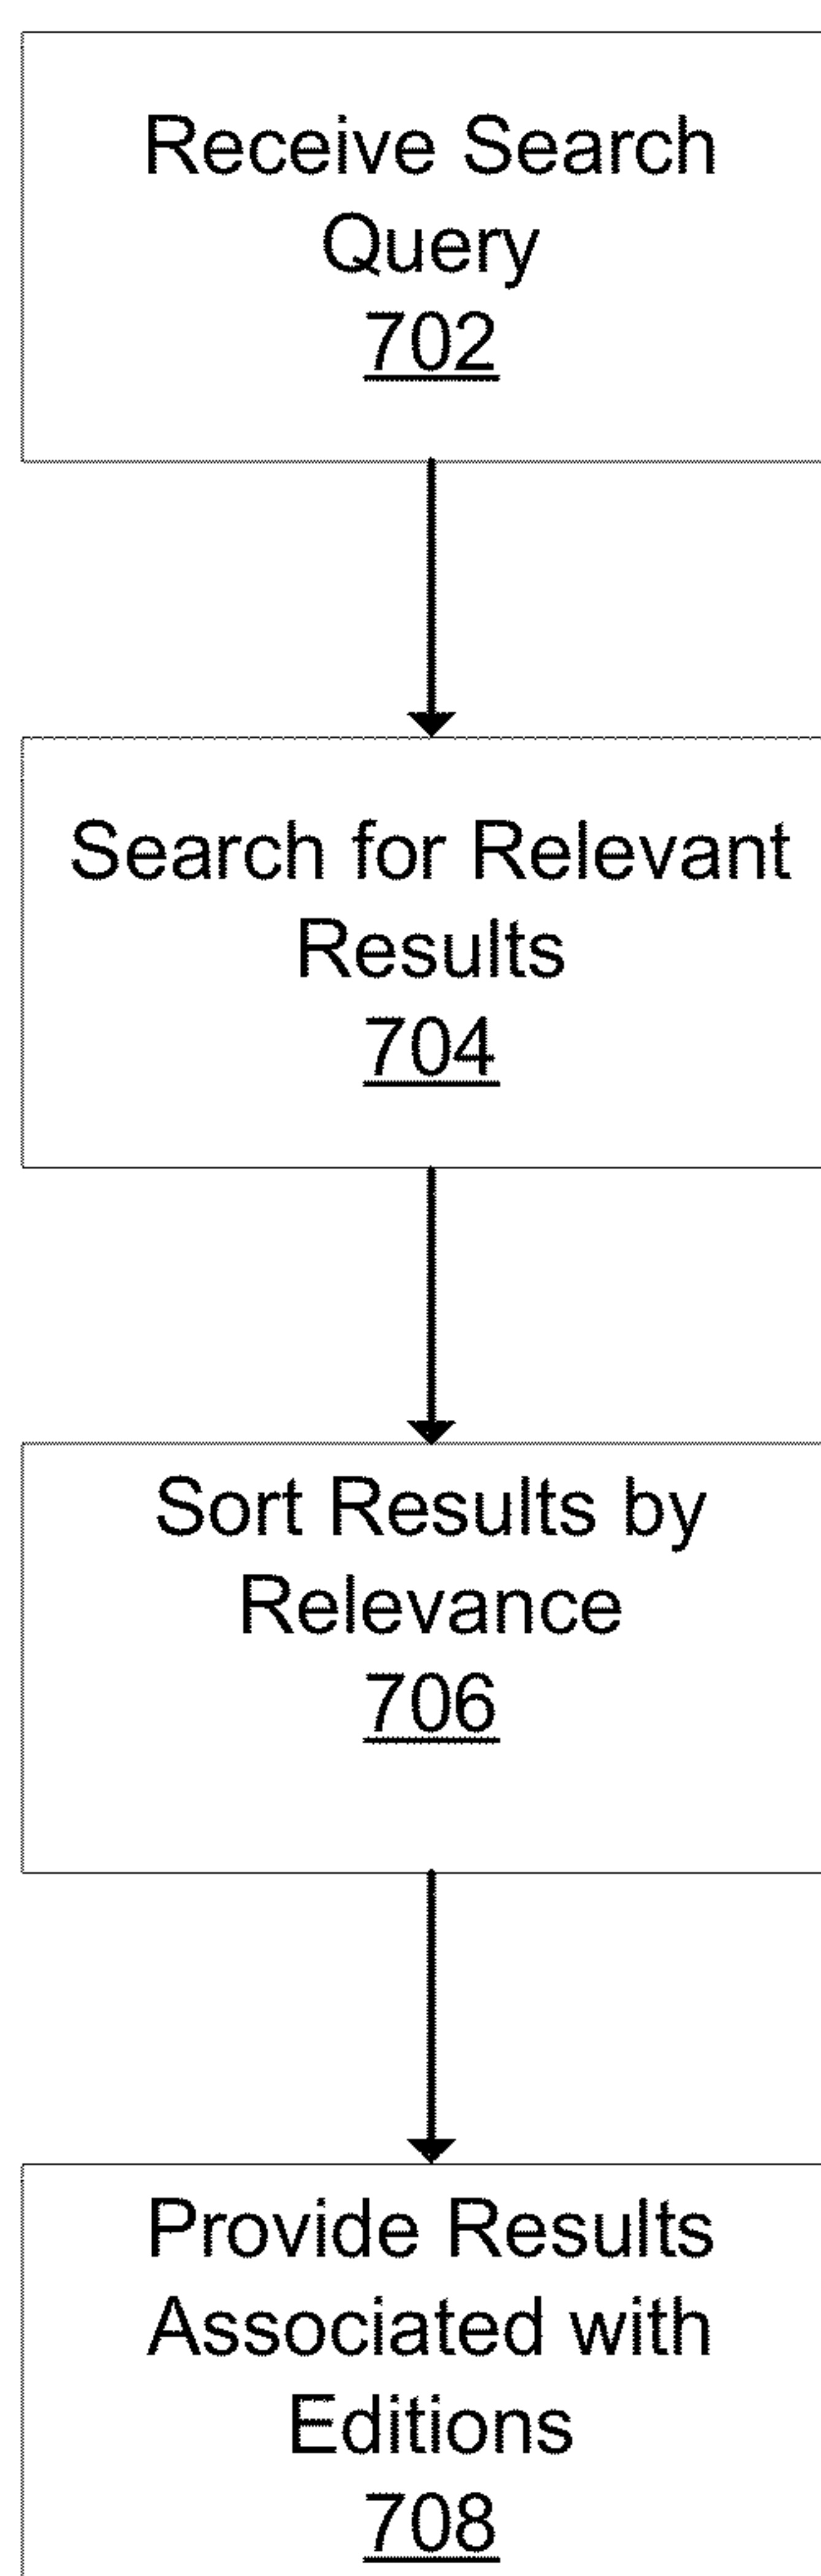 Receive Search
Query
702
Search for Relevant
Results
704
Sort Results by
Relevance
706
Provide Results
Associated with
Editions
708